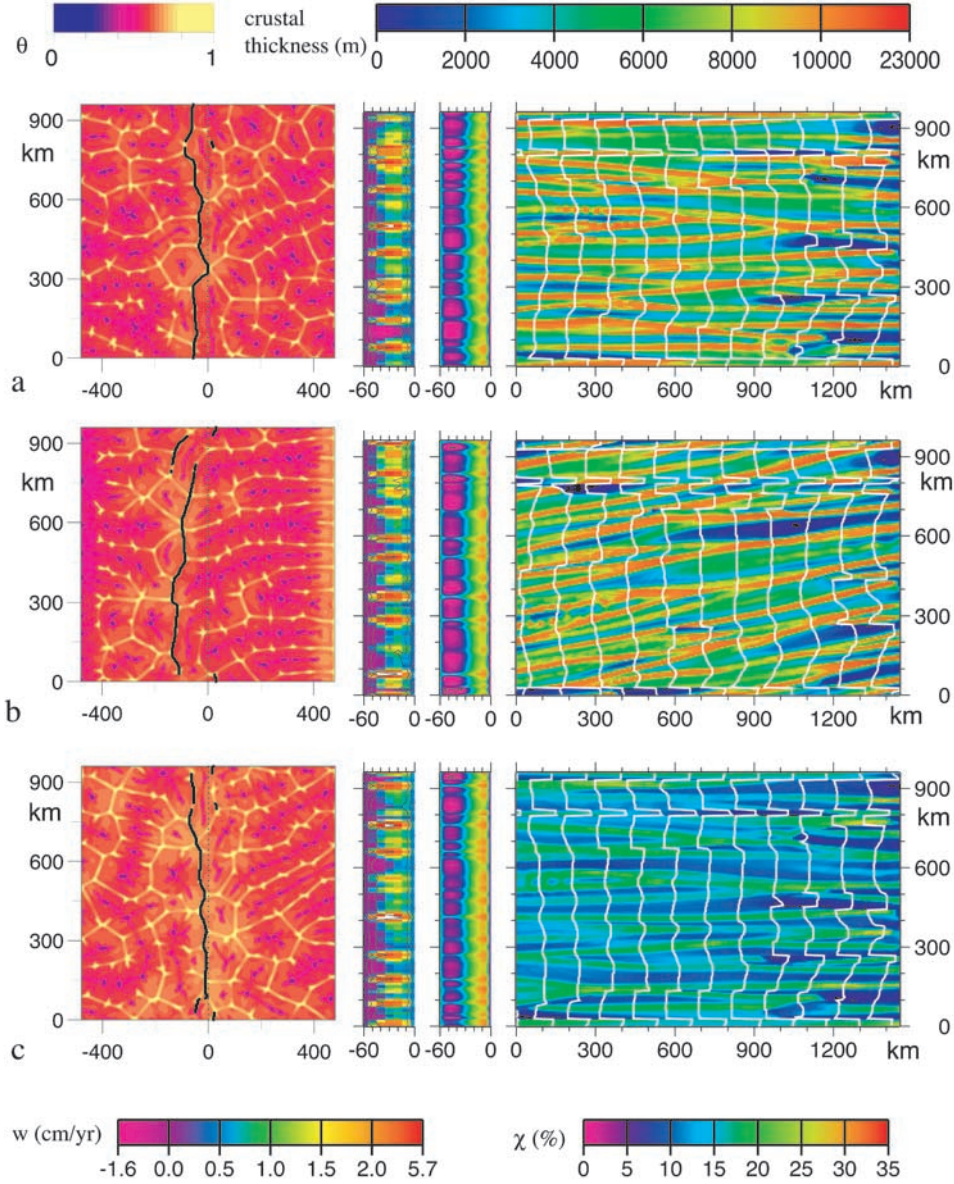 θ
0 1
crustal
thickness (m)
0 2000 4000 6000 8000 10000 23000
900
km
600
300
0
-400 0 400
a
-60 0 -60 0
0 300 600 900 1200 km
900
km
600
300
0
900
km
600
300
0
-400 0 400
b
-60 0 -60 0
0 300 600 900 1200 km
900
km
600
300
0
900
km
600
300
0
-400 0 400
c
-60 0 -60 0
0 300 600 900 1200 km
900
km
600
300
0
w (cm/yr)
-1.6 0.0 0.5 1.0 1.5 2.0 5.7
χ (%)
0 5 10 15 20 25 30 35